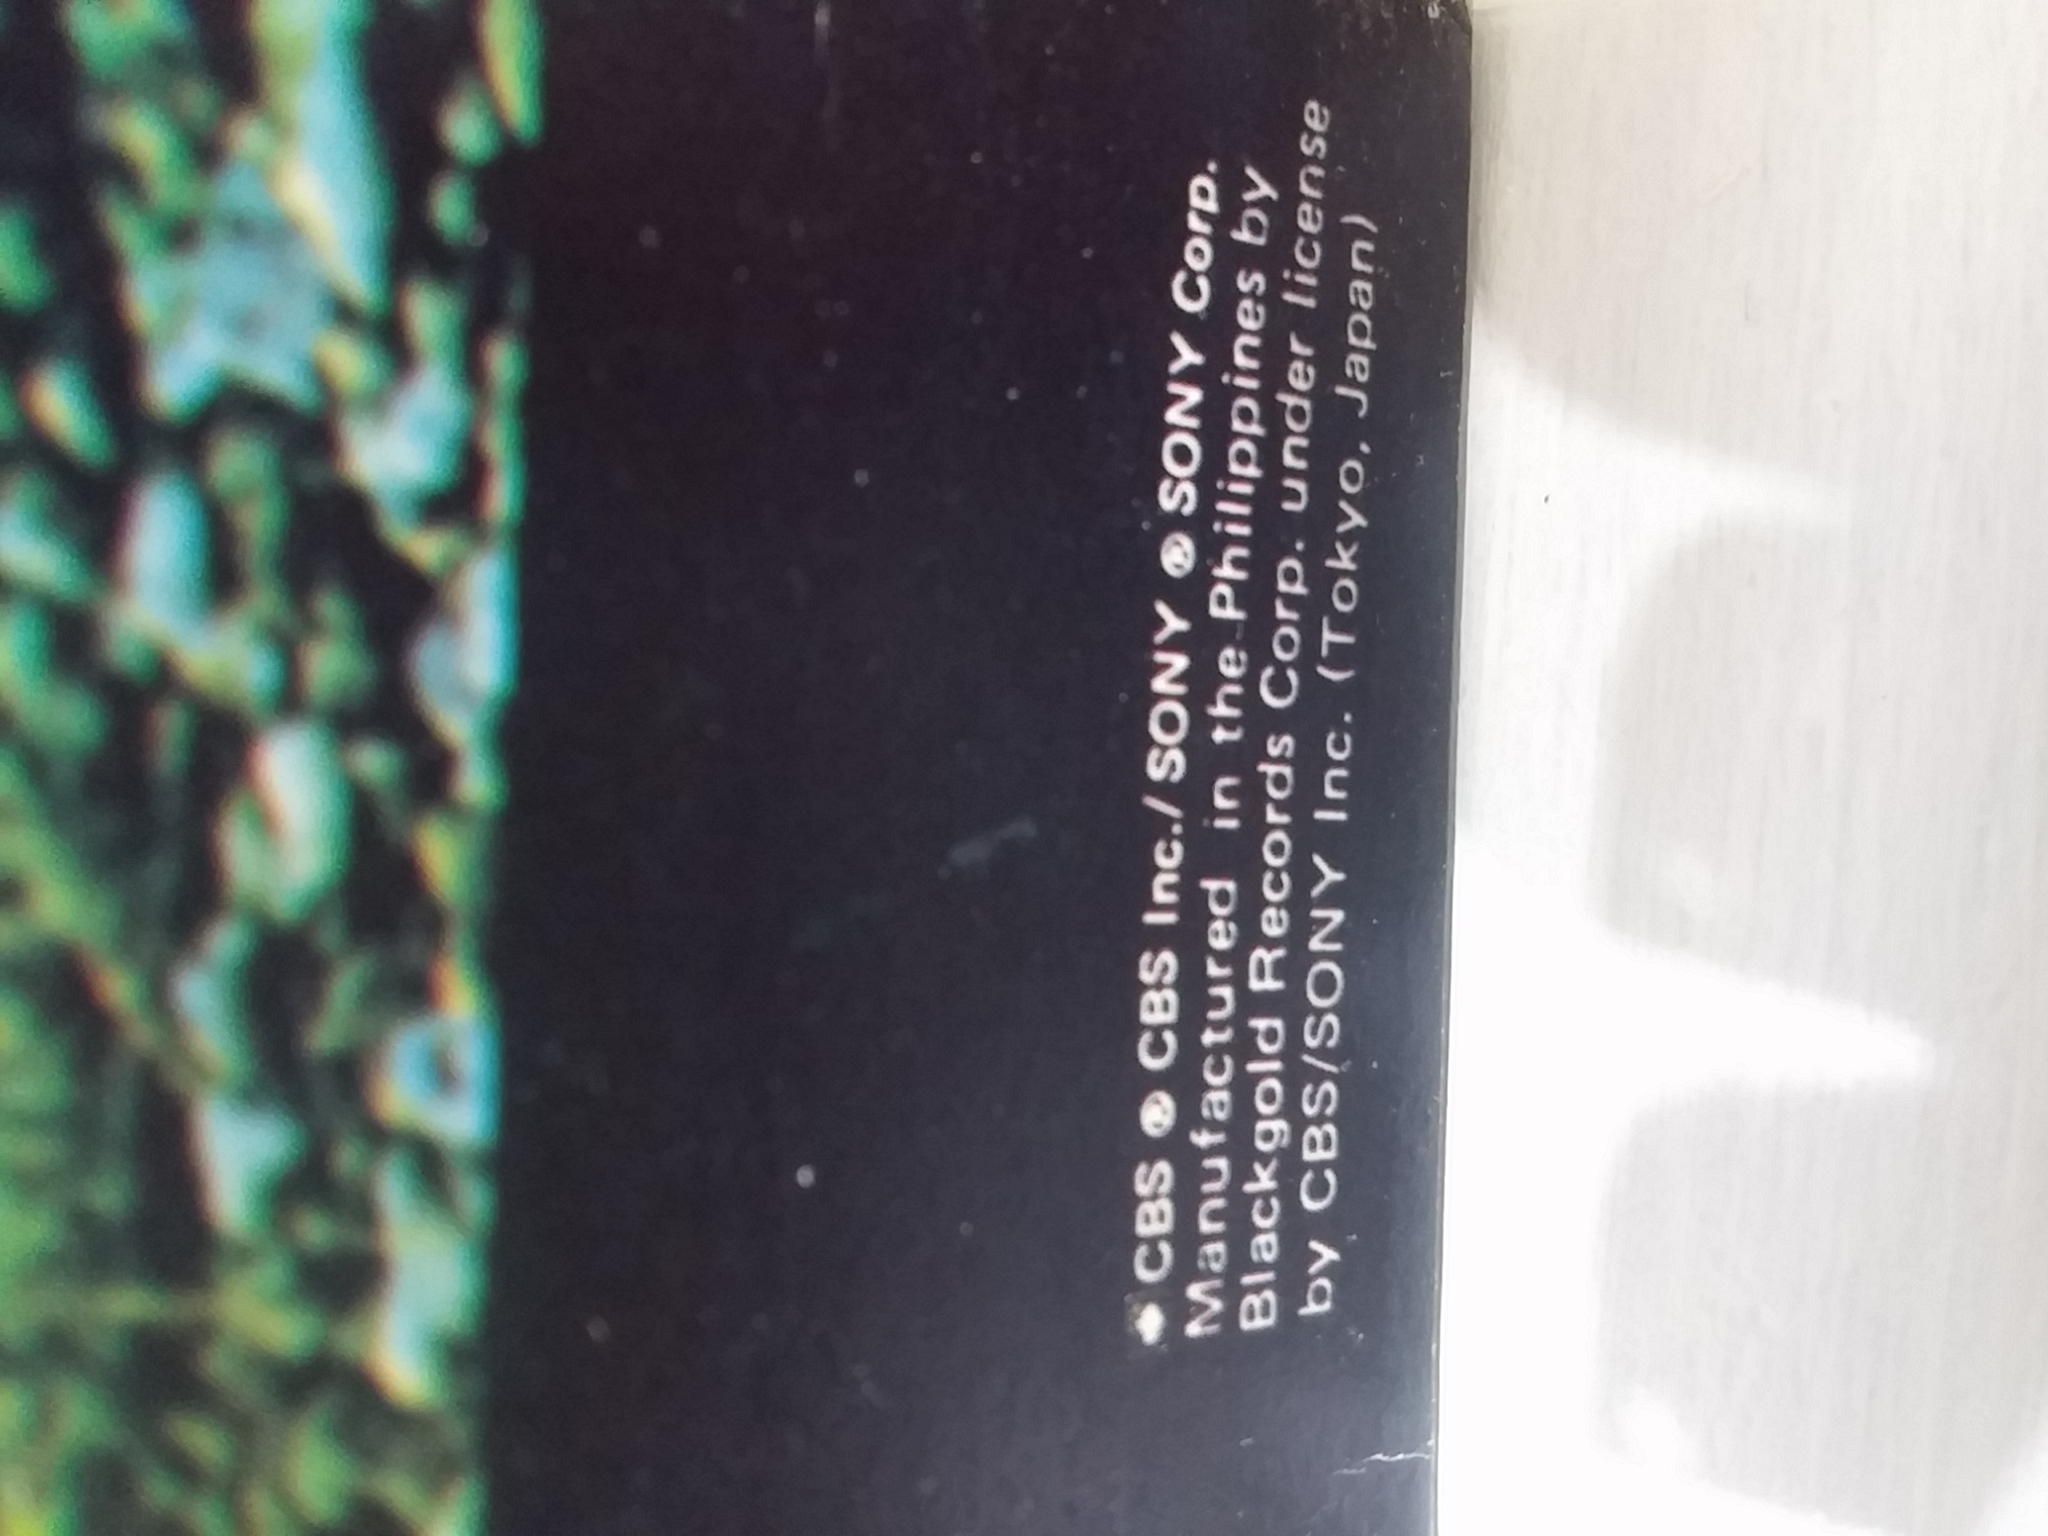 CBS ® CBS Inc./SONY ® SONY Corp.
Manufactured in the Philippines by
Blackgold Records Corp. under license
by CBS/SONY Inc. (Tokyo, Japan)